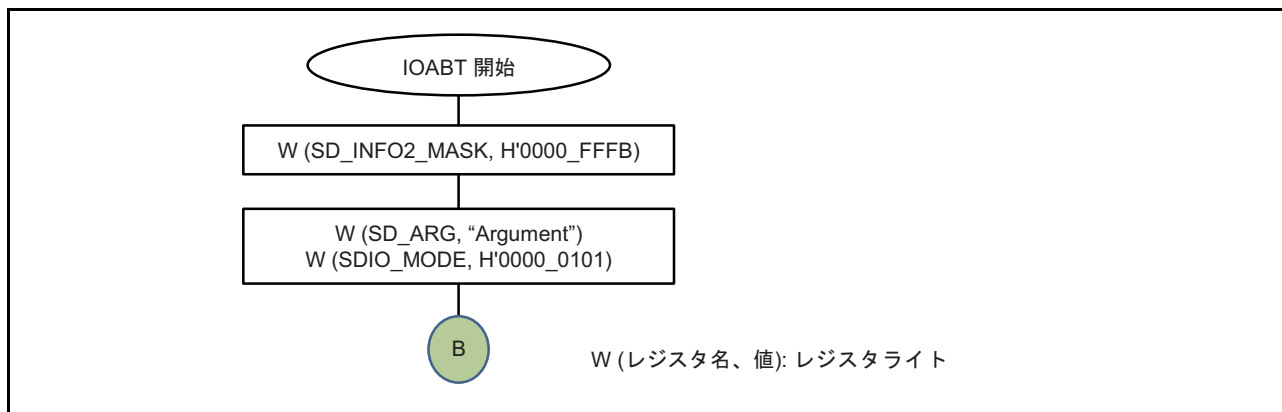 IOABT 開始
W (SD_INFO2_MASK, H'0000_FFFB)
W (SD_ARG, “Argument”)
W (SDIO_MODE, H'0000_0101)
B
W (レジスタ名、値): レジスタライト